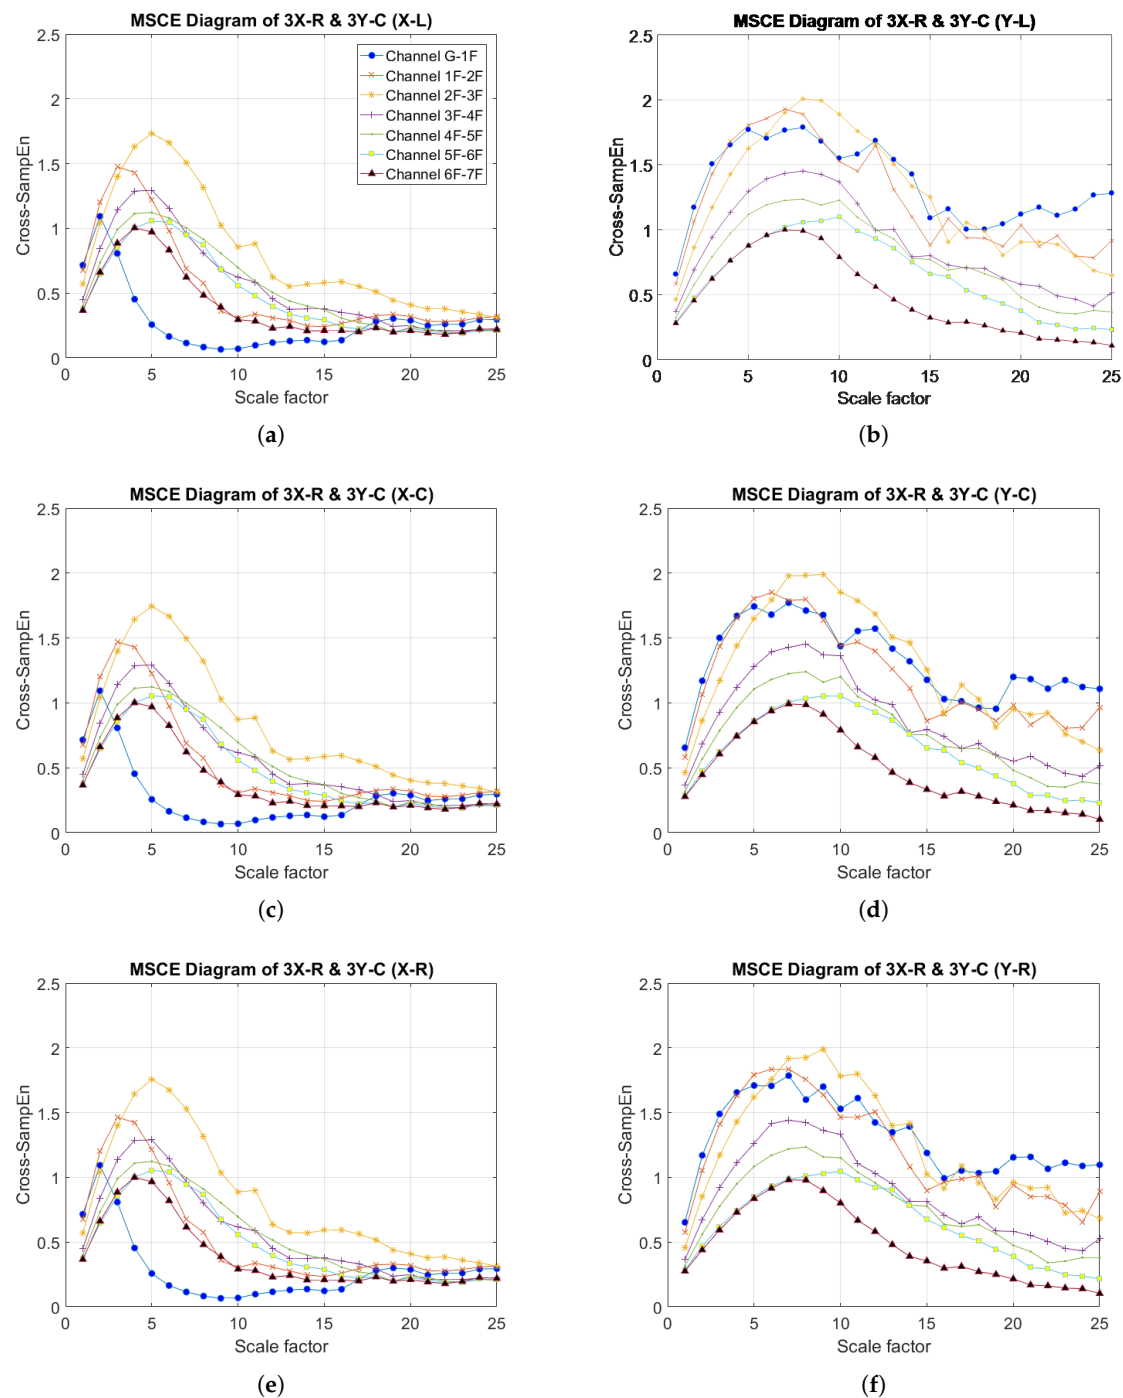 MSCE Diagram of 3X-R & 3Y-C (X-L)
2.5
2
1.5
1
0.5
0
Cross-SampEn
Channel G-1F
Channel 1F-2F
Channel 2F-3F
Channel 3F-4F
Channel 4F-5F
Channel 5F-6F
Channel 6F-7F
0 5 10 15 20 25
Scale factor
(a)
MSCE Diagram of 3X-R & 3Y-C (Y-L)
2.5
2
1.5
1
0.5
0
Cross-SampEn
0 5 10 15 20 25
Scale factor
(b)
MSCE Diagram of 3X-R & 3Y-C (X-C)
2.5
2
1.5
1
0.5
0
Cross-SampEn
0 5 10 15 20 25
Scale factor
(c)
MSCE Diagram of 3X-R & 3Y-C (Y-C)
2.5
2
1.5
1
0.5
0
Cross-SampEn
0 5 10 15 20 25
Scale factor
(d)
MSCE Diagram of 3X-R & 3Y-C (X-R)
2.5
2
1.5
1
0.5
0
Cross-SampEn
0 5 10 15 20 25
Scale factor
(e)
MSCE Diagram of 3X-R & 3Y-C (Y-R)
2.5
2
1.5
1
0.5
0
Cross-SampEn
0 5 10 15 20 25
Scale factor
(f)